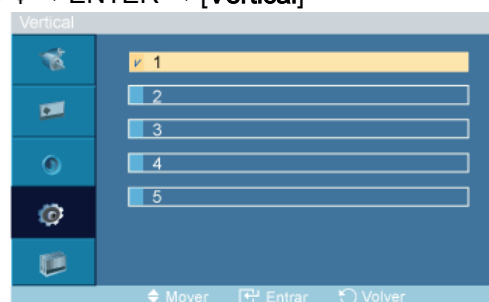 → ENTER → [Vertical]
Vertical
1
2
3
4
5
Mover Entrar Volver